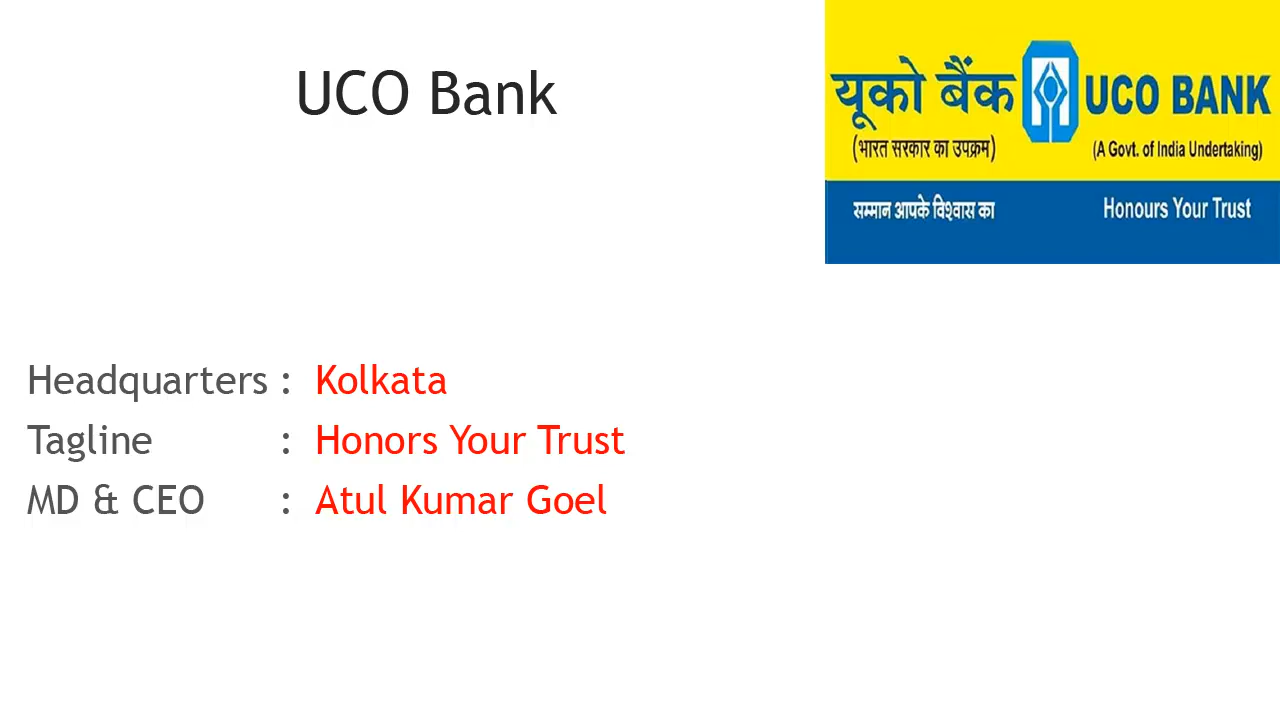 UCO Bank
यूको बैंक UCO BANK
(भारत सरकार का उपक्रम) (A Govt. of India Undertaking)
सम्मान आपके विश्वास का Honours Your Trust
Headquarters : Kolkata
Tagline : Honors Your Trust
MD & CEO : Atul Kumar Goel